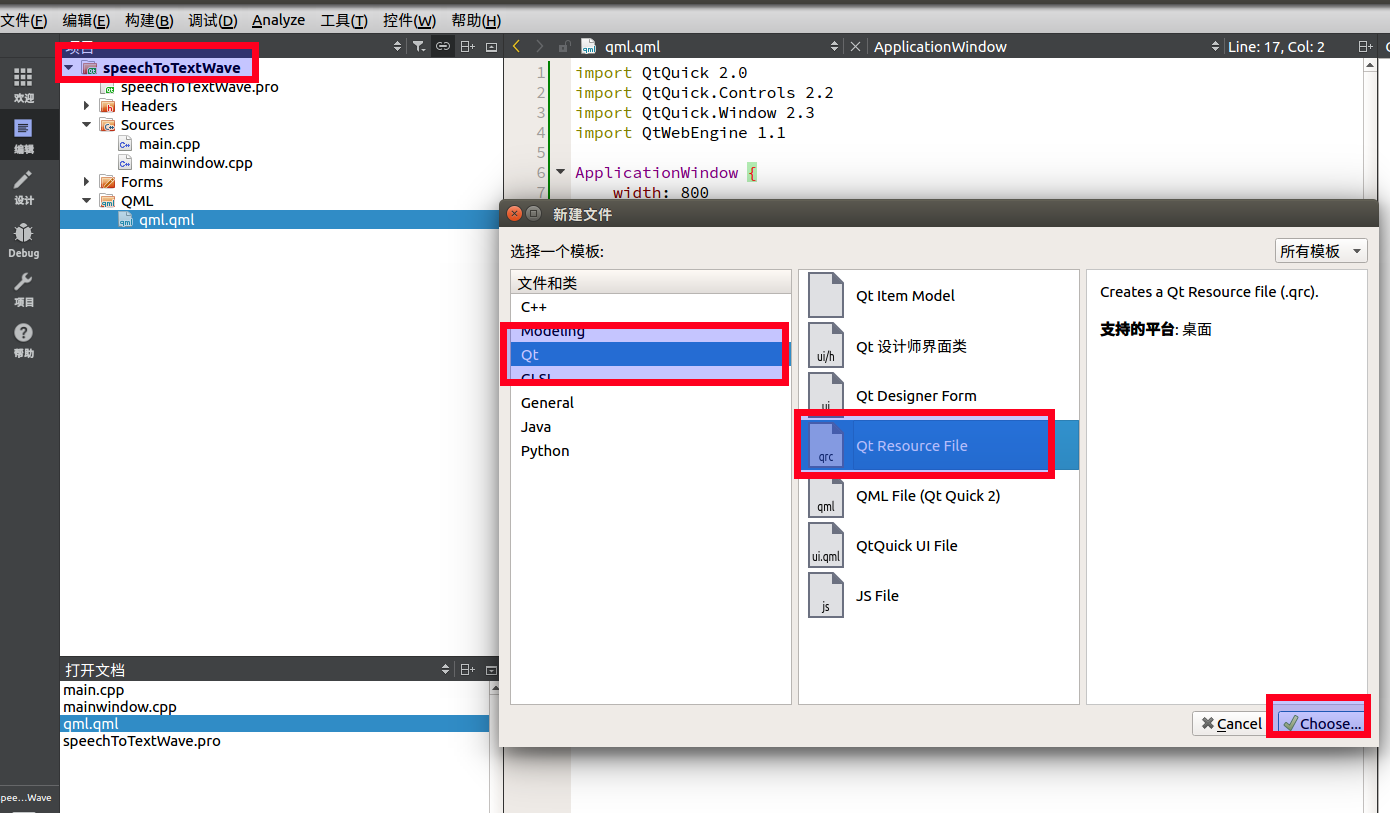 文件(F) 编辑(E) 构建(B) 调试(D) Analyze 工具(T) 控件(W) 帮助(H)
项目
qml.qml
ApplicationWindow
Line: 17, Col: 2
欢迎
编辑
设计
Debug
项目
帮助
pee...Wave
speechToTextWave
speechToTextWave.pro
Headers
Sources
main.cpp
mainwindow.cpp
Forms
QML
qml.qml
1 import QtQuick 2.0
2 import QtQuick.Controls 2.2
3 import QtQuick.Window 2.3
4 import QtWebEngine 1.1
5
6 ApplicationWindow {
7 width: 800
新建文件
选择一个模板:
所有模板
文件和类
C++
Modeling
Qt
GLSL
General
Java
Python
Qt Item Model
ui/h Qt 设计师界面类
ui Qt Designer Form
qrc Qt Resource File
qml QML File (Qt Quick 2)
ui.qml QtQuick UI File
js JS File
Creates a Qt Resource file (.qrc).
支持的平台: 桌面
Cancel
Choose...
打开文档
main.cpp
mainwindow.cpp
qml.qml
speechToTextWave.pro